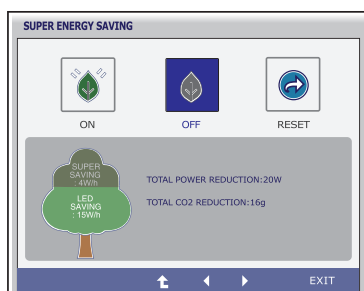 SUPER ENERGY SAVING
ON
OFF
RESET
SUPER
SAVING
: 4W/h
LED
SAVING
: 15W/h
TOTAL POWER REDUCTION:20W
TOTAL CO2 REDUCTION:16g
EXIT